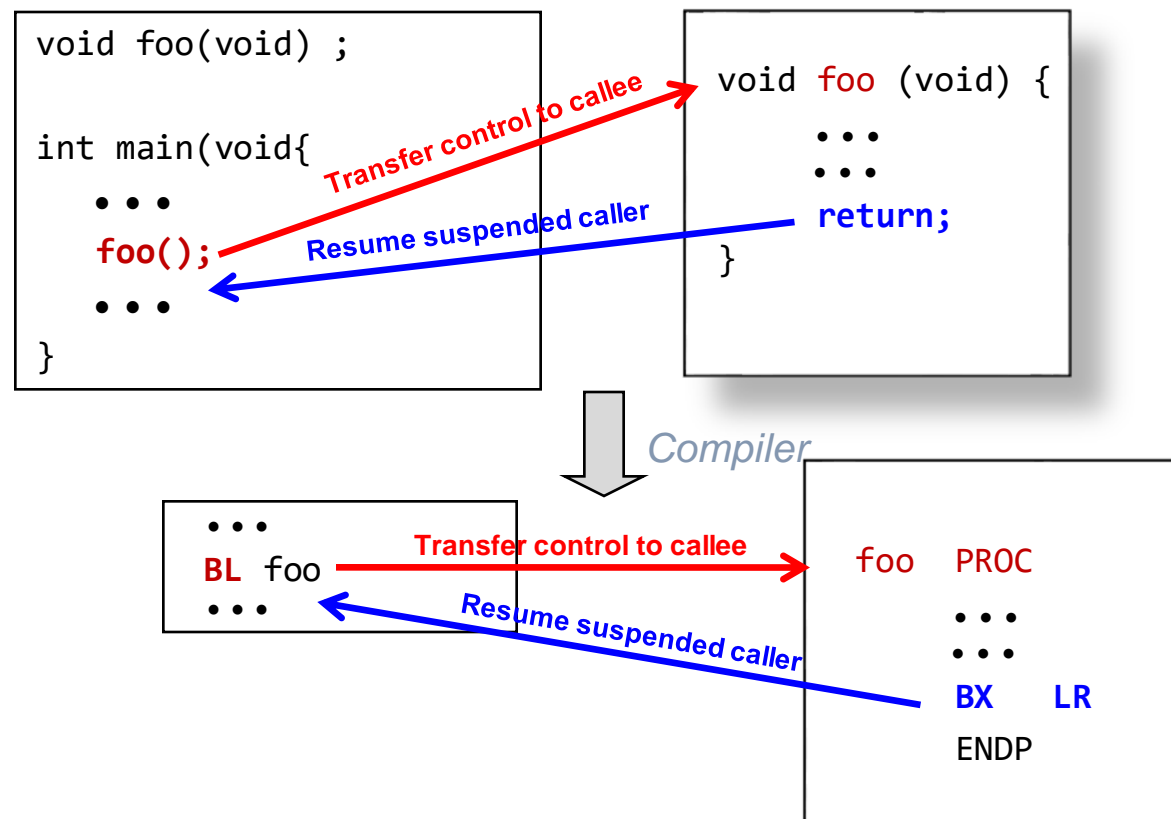 void foo(void) ;
int main(void{
•••
foo();
•••
}
Transfer control to callee
Resume suspended caller
void foo (void) {
•••
•••
return;
}
Compiler
•••
BL foo
•••
Transfer control to callee
Resume suspended caller
foo PROC
•••
•••
BX LR
ENDP